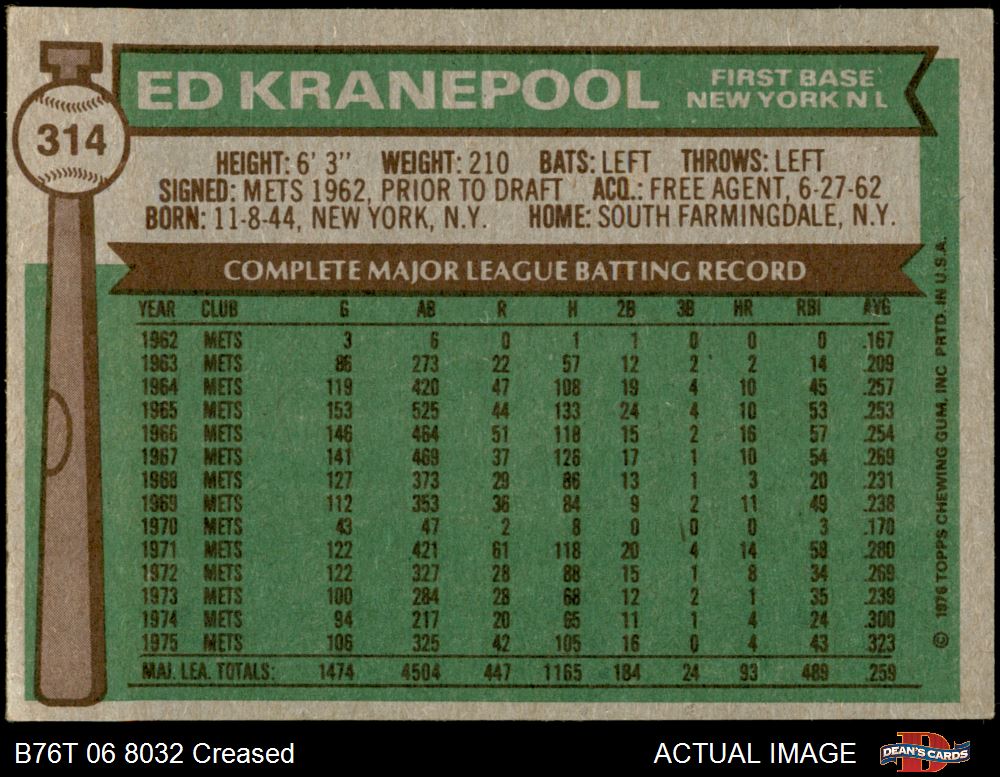 ED KRANEPOOL
FIRST BASE
NEW YORK N L
314
HEIGHT: 6' 3" WEIGHT: 210 BATS: LEFT THROWS: LEFT
SIGNED: METS 1962, PRIOR TO DRAFT ACQ.: FREE AGENT, 6-27-62
BORN: 11-8-44, NEW YORK, N.Y. HOME: SOUTH FARMINGDALE, N.Y.
COMPLETE MAJOR LEAGUE BATTING RECORD
YEAR CLUB G AB R H 2B 3B HR RBI AVG
1962 METS 3 6 0 1 1 0 0 0 .167
1963 METS 86 273 22 57 12 2 2 14 .209
1964 METS 119 420 47 108 19 4 10 45 .257
1965 METS 153 525 44 133 24 4 10 53 .253
1966 METS 146 464 51 118 15 2 16 57 .254
1967 METS 141 469 37 126 17 1 10 54 .269
1968 METS 127 373 29 86 13 1 3 20 .231
1969 METS 112 353 36 84 9 2 11 49 .238
1970 METS 43 47 2 8 0 0 0 3 .170
1971 METS 122 421 61 118 20 4 14 58 .280
1972 METS 122 327 28 88 15 1 8 34 .269
1973 METS 100 284 28 68 12 2 1 35 .239
1974 METS 94 217 20 65 11 1 4 24 .300
1975 METS 106 325 42 105 16 0 4 43 .323
MAJ. LEA. TOTALS: 1474 4504 447 1165 184 24 93 489 .259
© 1976 TOPPS CHEWING GUM, INC PRTD. IN U.S.A.
B76T 06 8032 Creased
ACTUAL IMAGE
DEAN'S CARDS